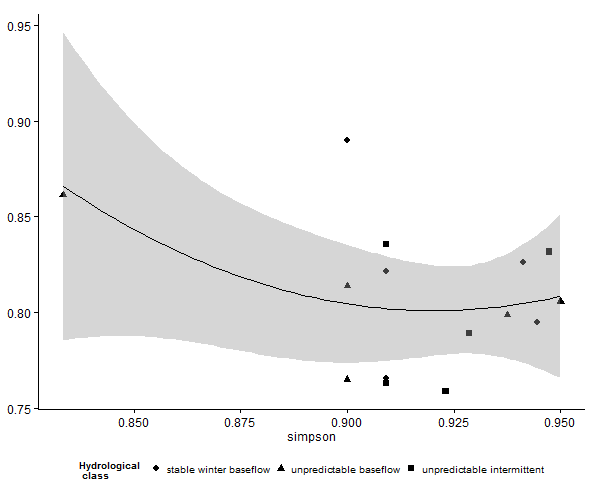 0.95
0.90
0.85
0.80
0.75
0.850 0.875 0.900 0.925 0.950
simpson
Hydrological
class
stable winter baseflow unpredictable baseflow unpredictable intermittent